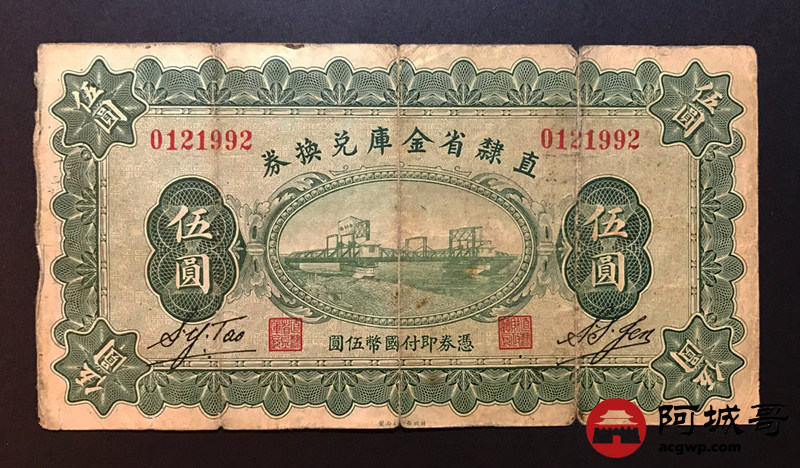 伍圓
伍圓
0121992
0121992
直隸省金庫兌換券
伍圓
伍圓
憑券即付國幣伍圓
S. Y. Tao
伍圓
伍圓
阿城哥
acgwp.com